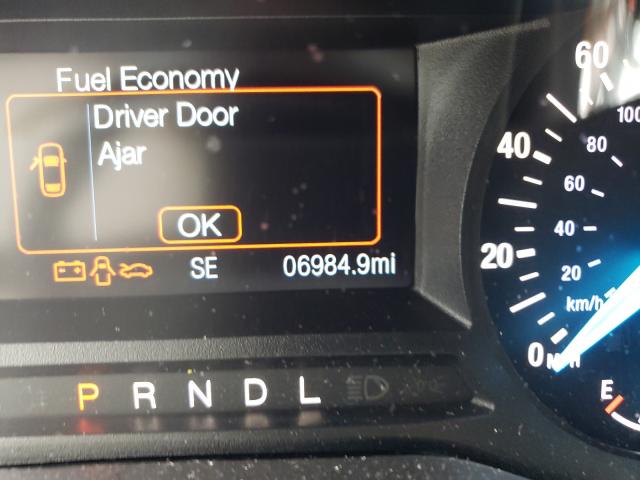 Fuel Economy
Driver Door
Ajar
OK
SE 06984.9mi
P R N D L
60
100
40
80
60
20
40
20
km/h
0
E